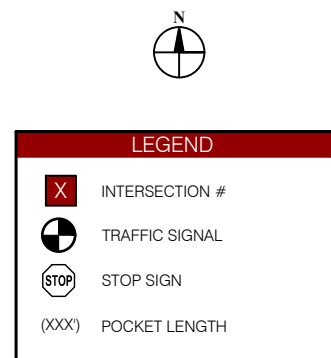 N
LEGEND
X INTERSECTION #
TRAFFIC SIGNAL
STOP STOP SIGN
(XXX') POCKET LENGTH